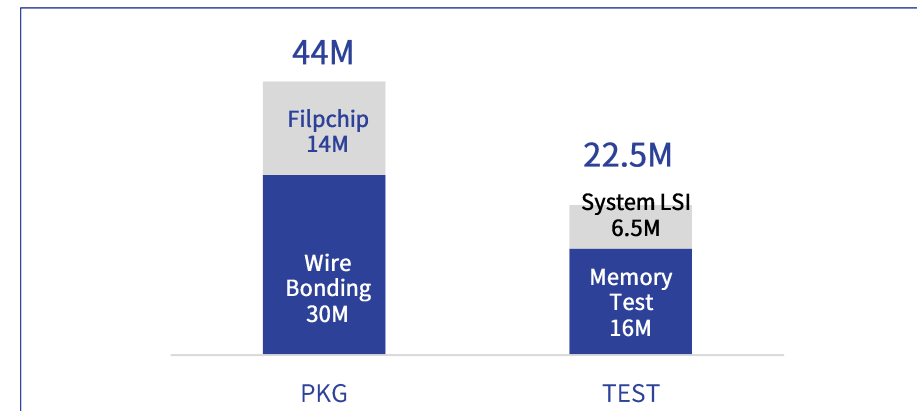 44M
Filpchip
14M
Wire
Bonding
30M
PKG
22.5M
System LSI
6.5M
Memory
Test
16M
TEST